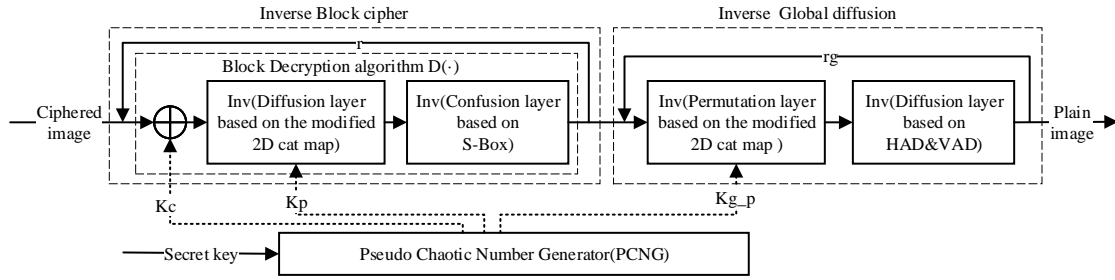 Inverse Block cipher
Inverse Global diffusion
r
rg
Block Decryption algorithm D(·)
Ciphered
image
Inv(Diffusion layer
based on the modified
2D cat map)
Inv(Confusion layer
based on
S-Box)
Inv(Permutation layer
based on the modified
2D cat map )
Inv(Diffusion layer
based on
HAD&VAD)
Plain
image
Kc
Kp
Kg_p
Secret key
Pseudo Chaotic Number Generator(PCNG)